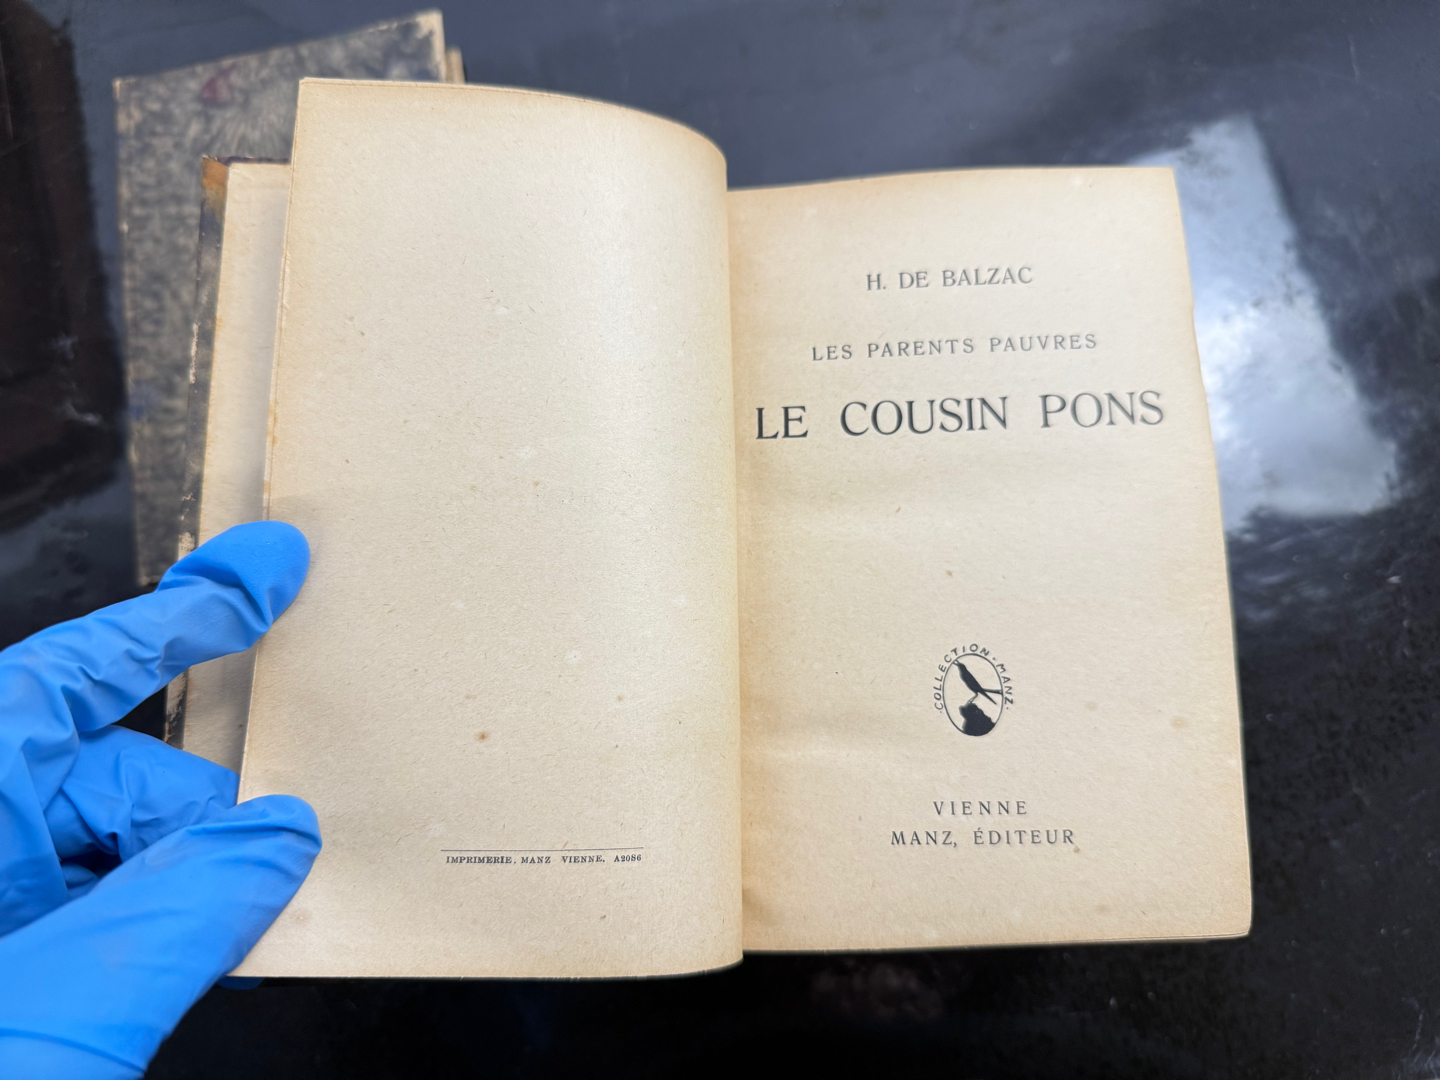 IMPRIMERIE. MANZ VIENNE, A2086
H. DE BALZAC
LES PARENTS PAUVRES
LE COUSIN PONS
·COLLECTION·MANZ·
VIENNE
MANZ, ÉDITEUR